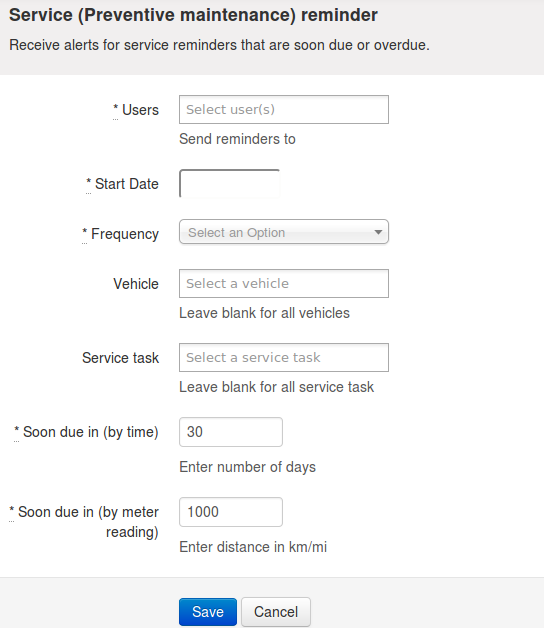 Service (Preventive maintenance) reminder
Receive alerts for service reminders that are soon due or overdue.
* Users Select user(s)
Send reminders to
* Start Date
* Frequency Select an Option
Vehicle Select a vehicle
Leave blank for all vehicles
Service task Select a service task
Leave blank for all service task
* Soon due in (by time) 30
Enter number of days
* Soon due in (by meter 1000
reading)
Enter distance in km/mi
Save Cancel